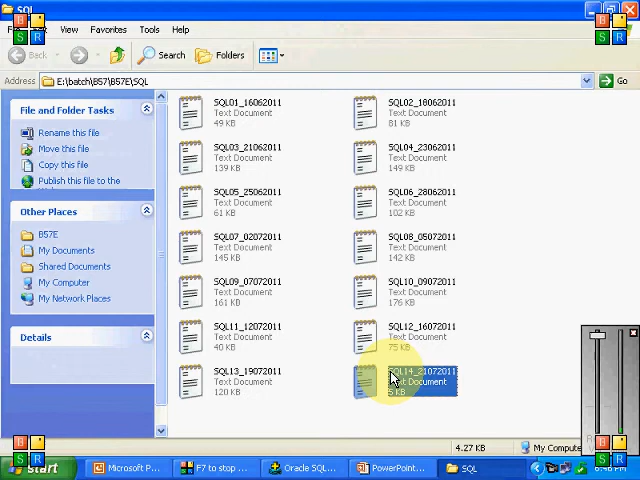 SQL
B
S R
B
S R
View Favorites Tools Help
Back Search Folders
Address E:\batch\B57\B57E\SQL Go
File and Folder Tasks
Rename this file
Move this file
Copy this file
Publish this file to the
Other Places
B57E
My Documents
Shared Documents
My Computer
My Network Places
Details
SQL01_16062011
Text Document
49 KB
SQL02_18062011
Text Document
81 KB
SQL03_21062011
Text Document
139 KB
SQL04_23062011
Text Document
149 KB
SQL05_25062011
Text Document
61 KB
SQL06_28062011
Text Document
102 KB
SQL07_02072011
Text Document
145 KB
SQL08_05072011
Text Document
142 KB
SQL09_07072011
Text Document
161 KB
SQL10_09072011
Text Document
176 KB
SQL11_12072011
Text Document
40 KB
SQL12_16072011
Text Document
75 KB
SQL13_19072011
Text Document
120 KB
SQL14_21072011
Text Document
5 KB
4.27 KB My Compute
B
S R
B
S R
start Microsoft P... F7 to stop ... Oracle SQL... PowerPoint... SQL